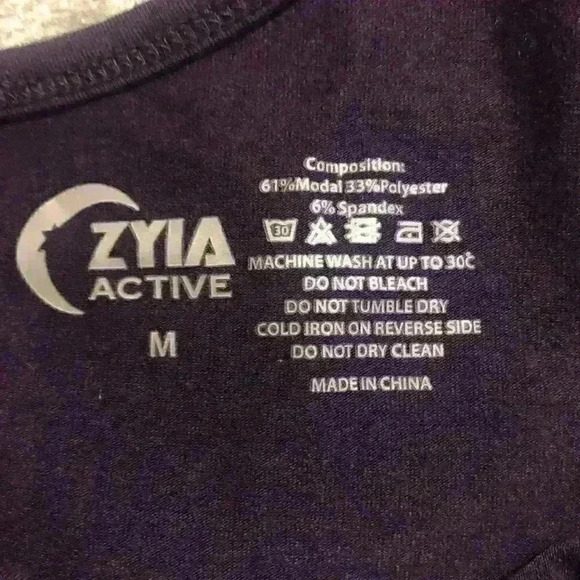 ZYIA
ACTIVE
M
Composition:
61%Modal 33%Polyester
6% Spandex
30
MACHINE WASH AT UP TO 30℃
DO NOT BLEACH
DO NOT TUMBLE DRY
COLD IRON ON REVERSE SIDE
DO NOT DRY CLEAN
MADE IN CHINA